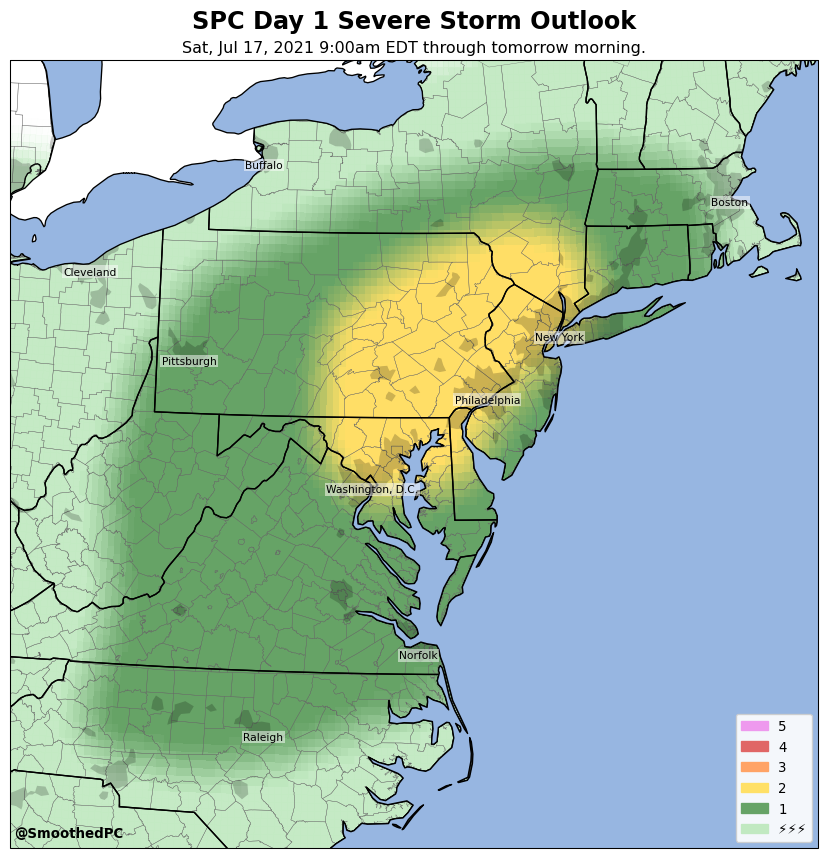 SPC Day 1 Severe Storm Outlook
Sat, Jul 17, 2021 9:00am EDT through tomorrow morning.
Buffalo
Boston
Cleveland
New York
Pittsburgh
Philadelphia
Washington, D.C.
Norfolk
Raleigh
5
4
3
2
1
⚡⚡⚡
@SmoothedPC